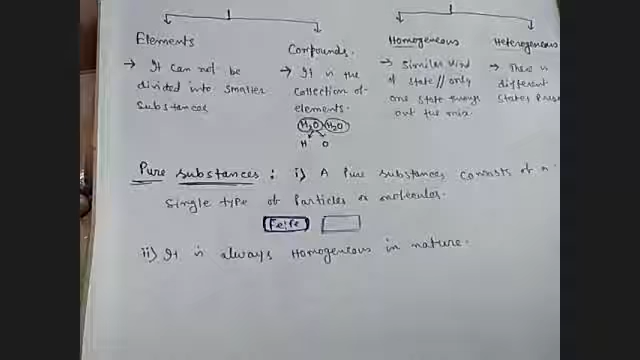 Elements
→ It can not be
divided into smaller
substances
Compounds.
→ It is the
collection of
elements.
H₂O H₂O
H O
Homogeneous
→ Similar kind
of state // only
one state through
out the mix
Heterogeneous
→ There is
different
states Prese
Pure substances : i) A Pure substances consists of
single type of Particles or molecules.
Fe:Fe
ii) It is always Homogeneous in nature.